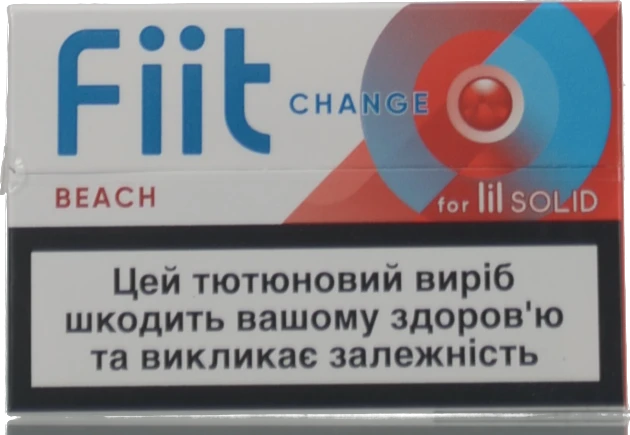 Fiit CHANGE
BEACH
for lil SOLID
Цей тютюновий виріб
шкодить вашому здоров'ю
та викликає залежність